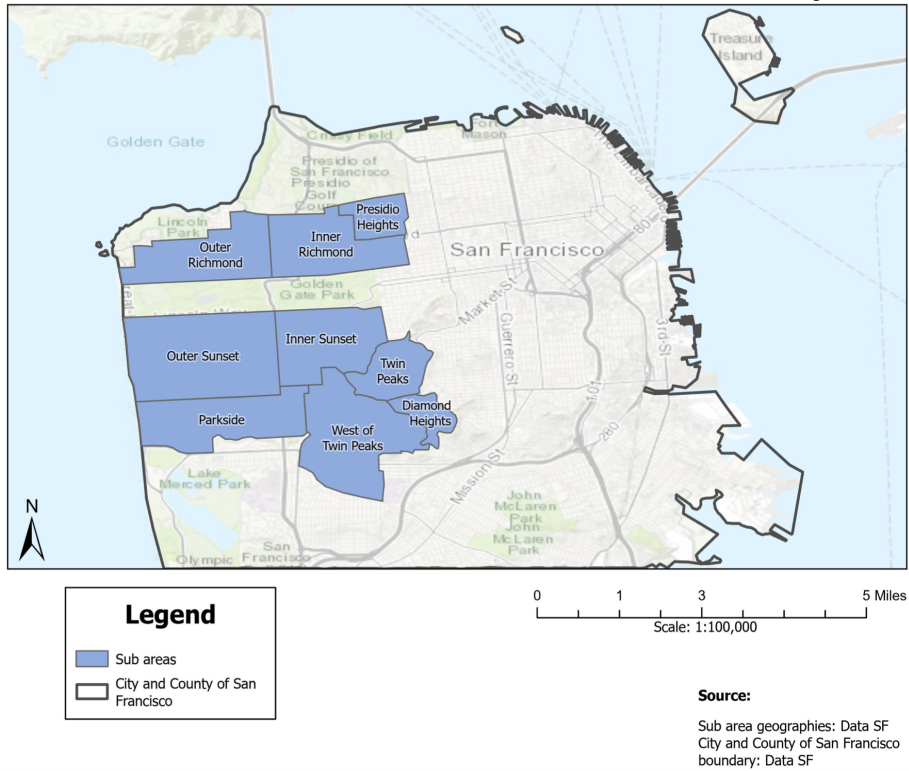 Treasure
Island
Golden Gate
Crissy Field
Fort
Mason
Presidio of
San Francisco
Presidio
Golf
Presidio
Heights
Lincoln
Park
Outer
Richmond
Inner
Richmond
San Francisco
80
Golden
Gate Park
Market-St
Guerrero-St
3rd-St
Outer Sunset
Inner Sunset
Twin
Peaks
101
Diamond
Heights
Parkside
West of
Twin Peaks
280
Mission-St
Lake
Merced Park
John
McLaren
Park
John
McLaren
Park
N
Olympic
San
Francisco
Legend
Sub areas
City and County of San
Francisco
0 1 3 5 Miles
Scale: 1:100,000
Source:
Sub area geographies: Data SF
City and County of San Francisco
boundary: Data SF